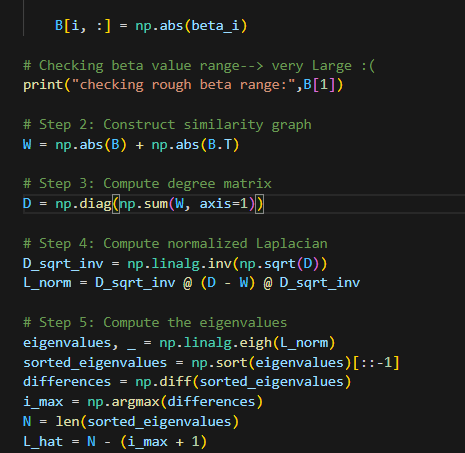 B[i, :] = np.abs(beta_i)
# Checking beta value range--> very Large :(
print("checking rough beta range:",B[1])
# Step 2: Construct similarity graph
W = np.abs(B) + np.abs(B.T)
# Step 3: Compute degree matrix
D = np.diag(np.sum(W, axis=1))
# Step 4: Compute normalized Laplacian
D_sqrt_inv = np.linalg.inv(np.sqrt(D))
L_norm = D_sqrt_inv @ (D - W) @ D_sqrt_inv
# Step 5: Compute the eigenvalues
eigenvalues, _ = np.linalg.eigh(L_norm)
sorted_eigenvalues = np.sort(eigenvalues)[::-1]
differences = np.diff(sorted_eigenvalues)
i_max = np.argmax(differences)
N = len(sorted_eigenvalues)
L_hat = N - (i_max + 1)